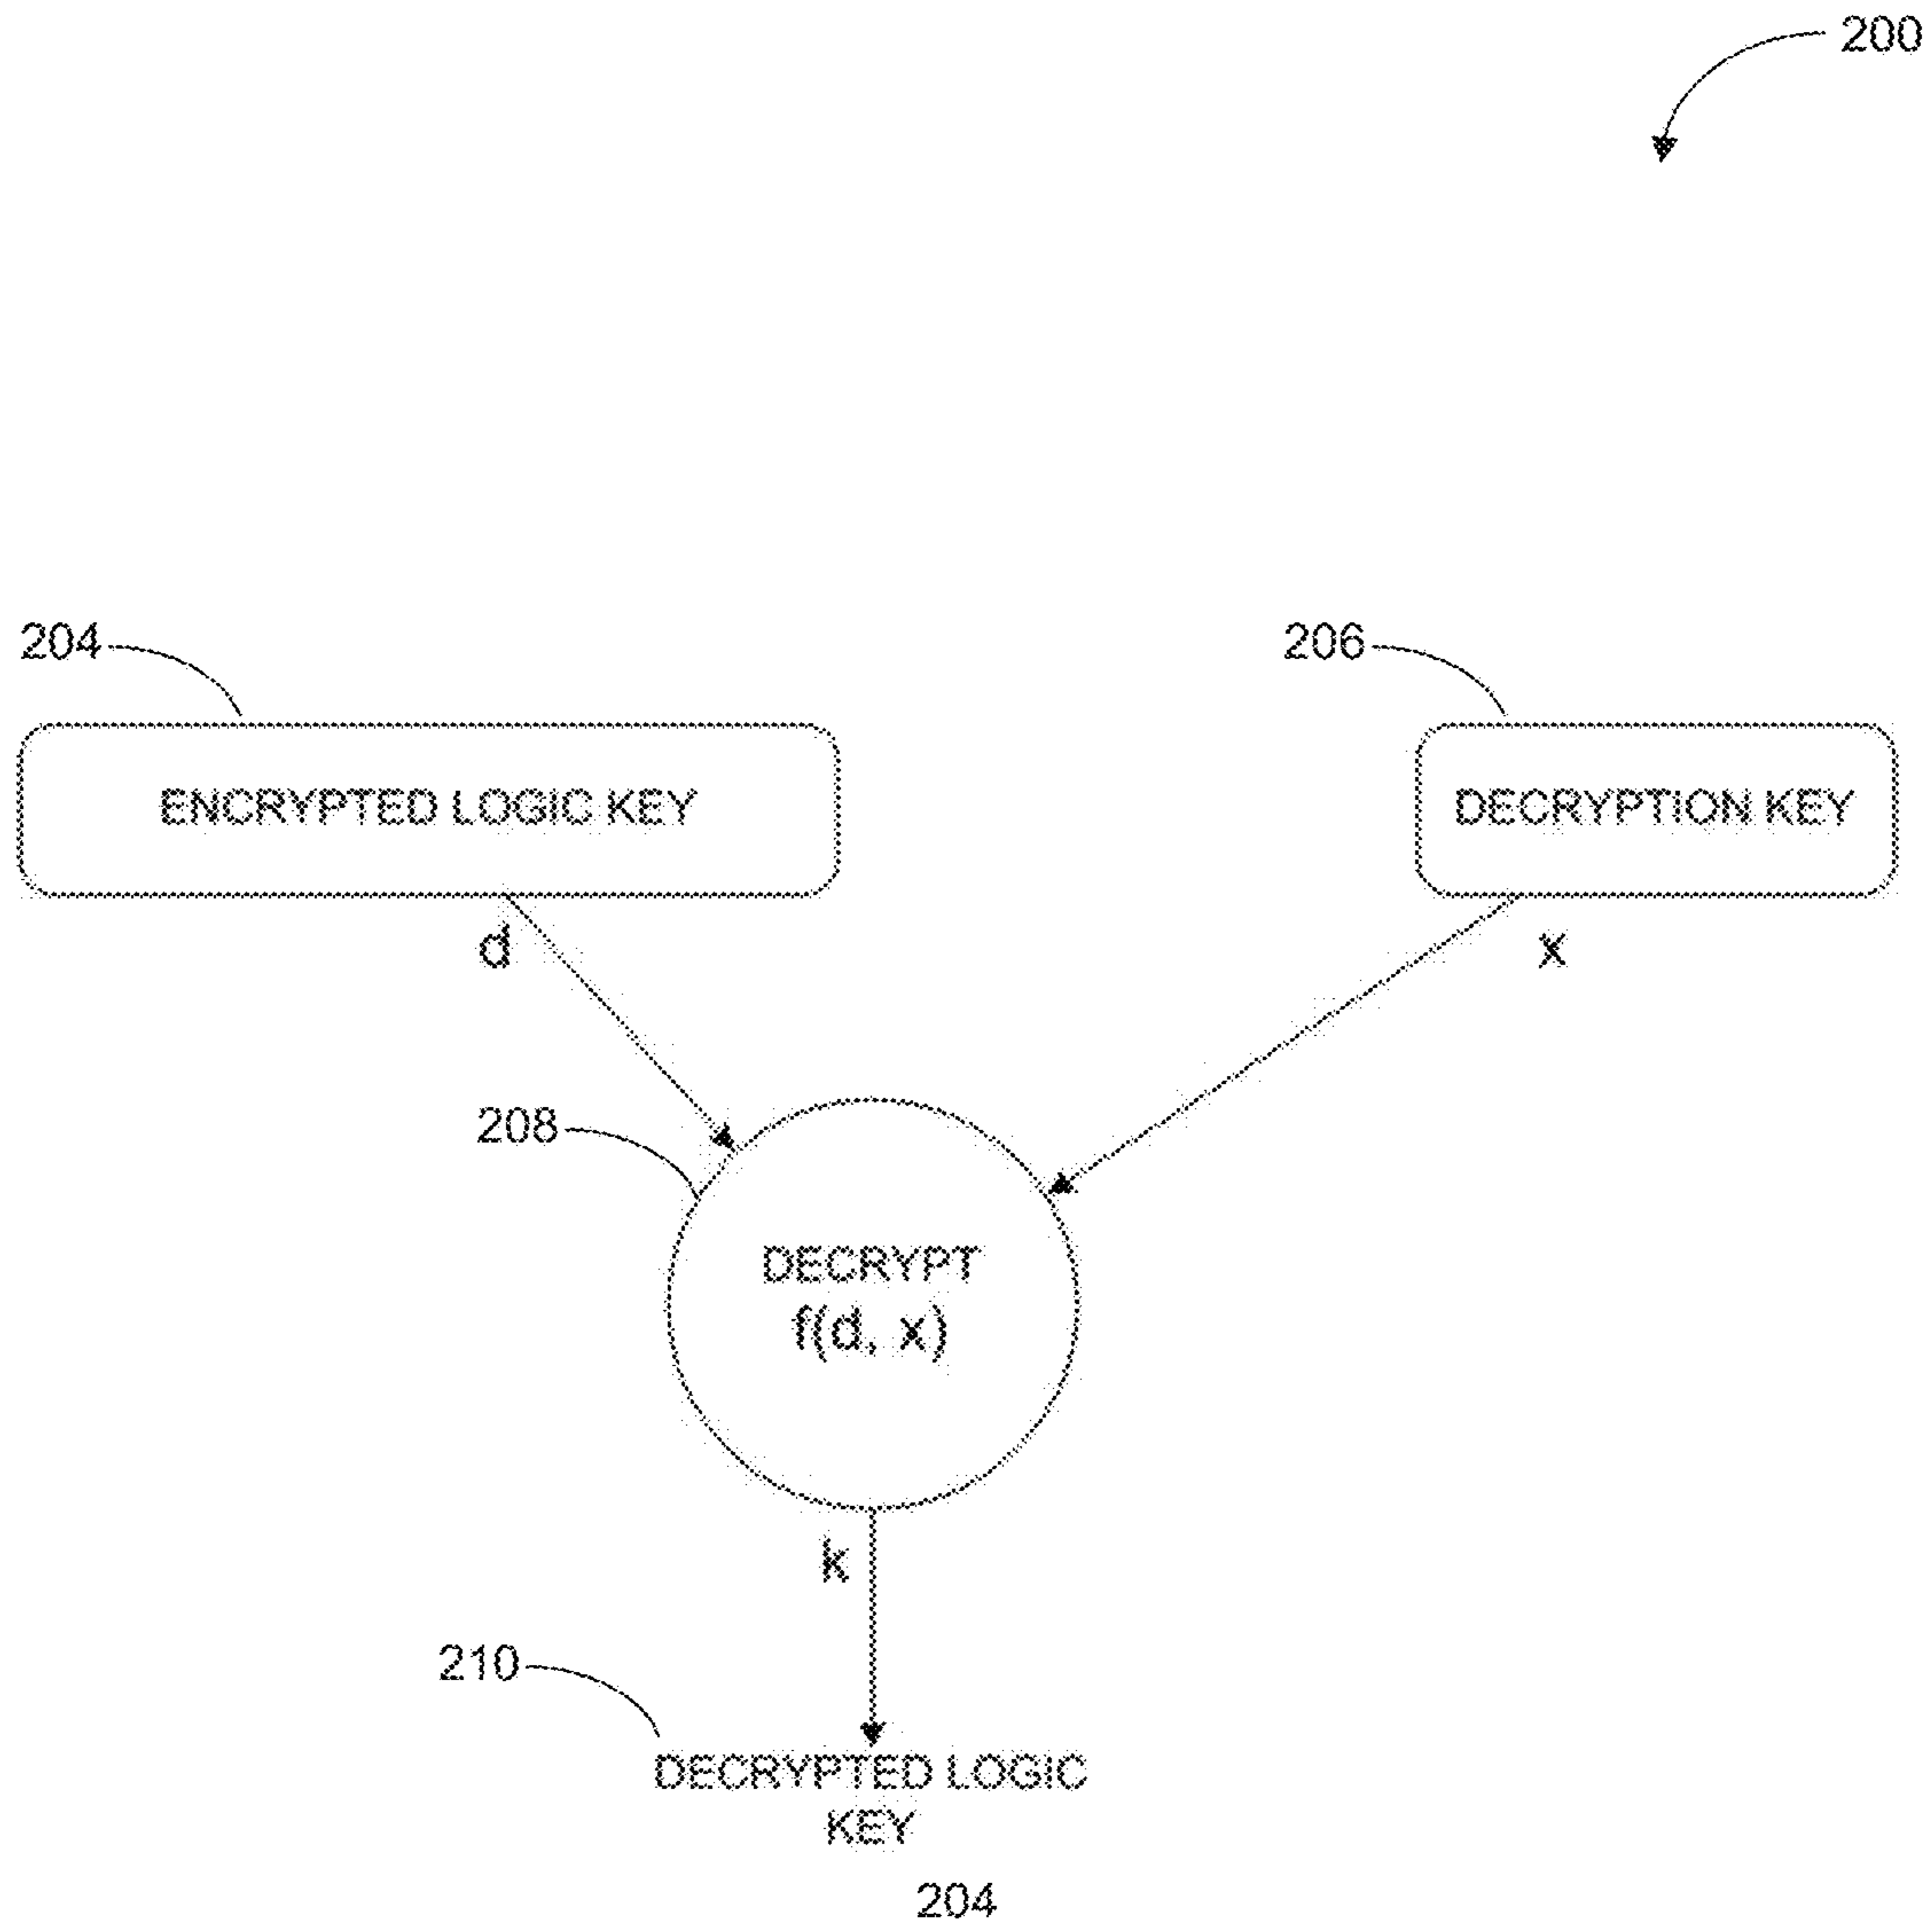 200
204
206
ENCRYPTED LOGIC KEY
DECRYPTION KEY
d
x
208
DECRYPT
f(d, x)
k
210
DECRYPTED LOGIC
KEY
204